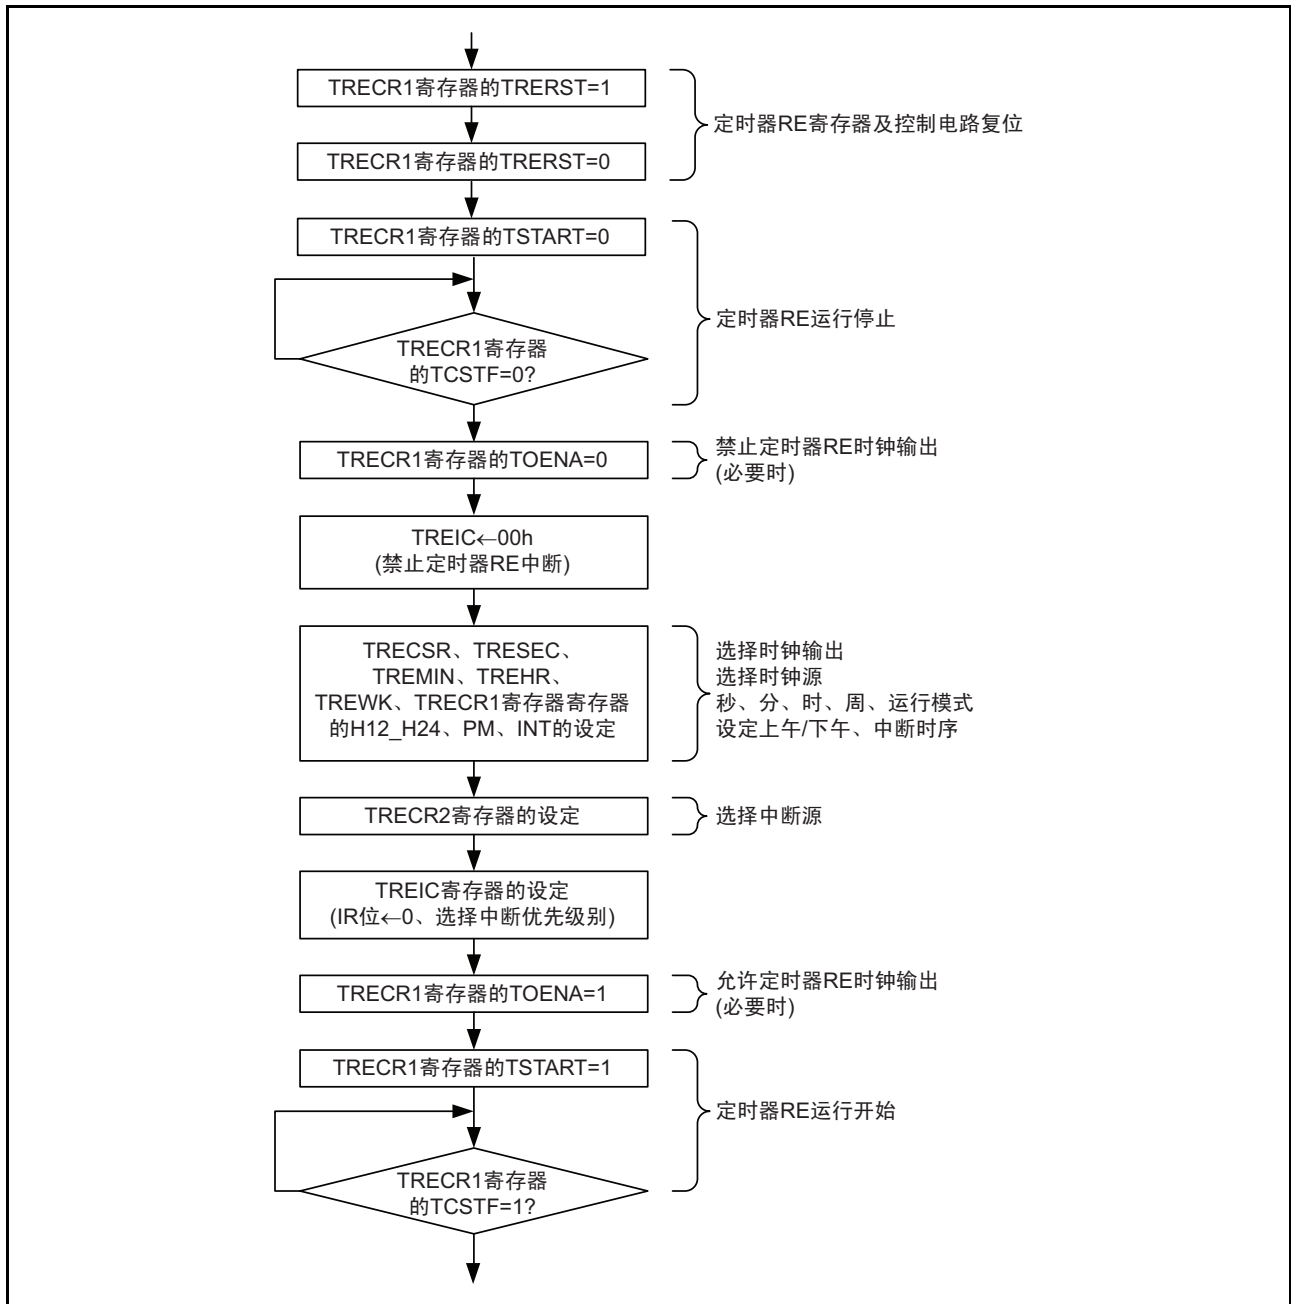 TRECR1寄存器的TRERST=1
TRECR1寄存器的TRERST=0
定时器RE寄存器及控制电路复位
TRECR1寄存器的TSTART=0
TRECR1寄存器
的TCSTF=0?
定时器RE运行停止
TRECR1寄存器的TOENA=0
禁止定时器RE时钟输出
(必要时)
TREIC←00h
(禁止定时器RE中断)
TRECSR、TRESEC、
TREMIN、TREHR、
TREWK、TRECR1寄存器寄存器
的H12_H24、PM、INT的设定
选择时钟输出
选择时钟源
秒、分、时、周、运行模式
设定上午/下午、中断时序
TRECR2寄存器的设定
选择中断源
TREIC寄存器的设定
(IR位←0、选择中断优先级别)
TRECR1寄存器的TOENA=1
允许定时器RE时钟输出
(必要时)
TRECR1寄存器的TSTART=1
TRECR1寄存器
的TCSTF=1?
定时器RE运行开始